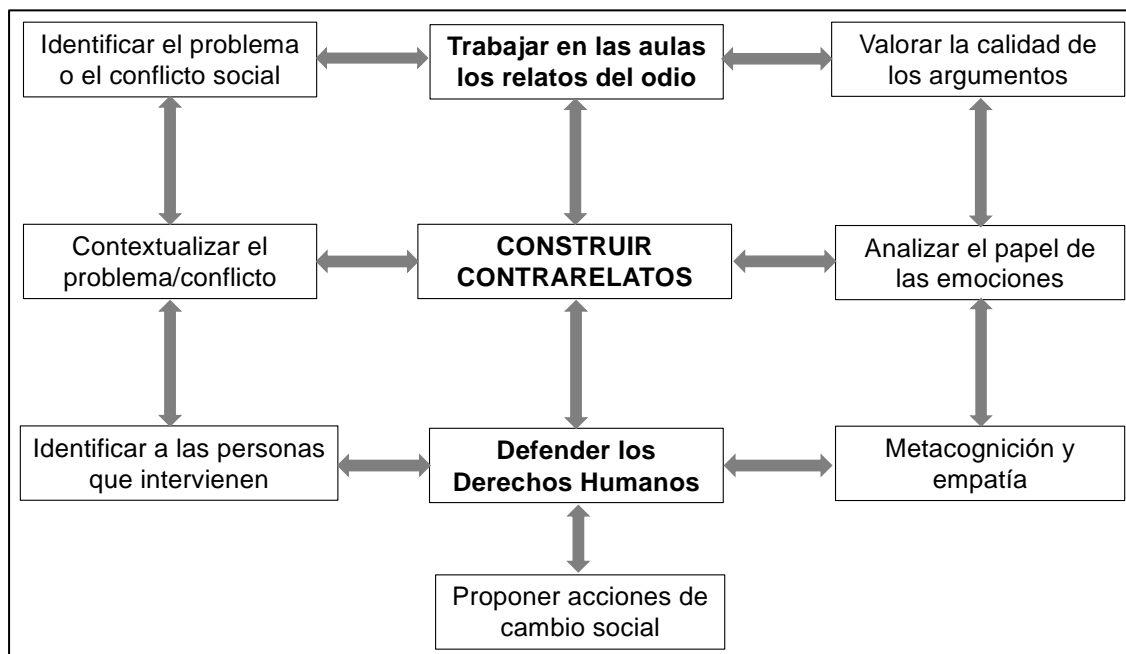 Identificar el problema
o el conflicto social
Trabajar en las aulas
los relatos del odio
Valorar la calidad de
los argumentos
Contextualizar el
problema/conflicto
CONSTRUIR
CONTRARELATOS
Analizar el papel de
las emociones
Identificar a las personas
que intervienen
Defender los
Derechos Humanos
Metacognición y
empatía
Proponer acciones de
cambio social